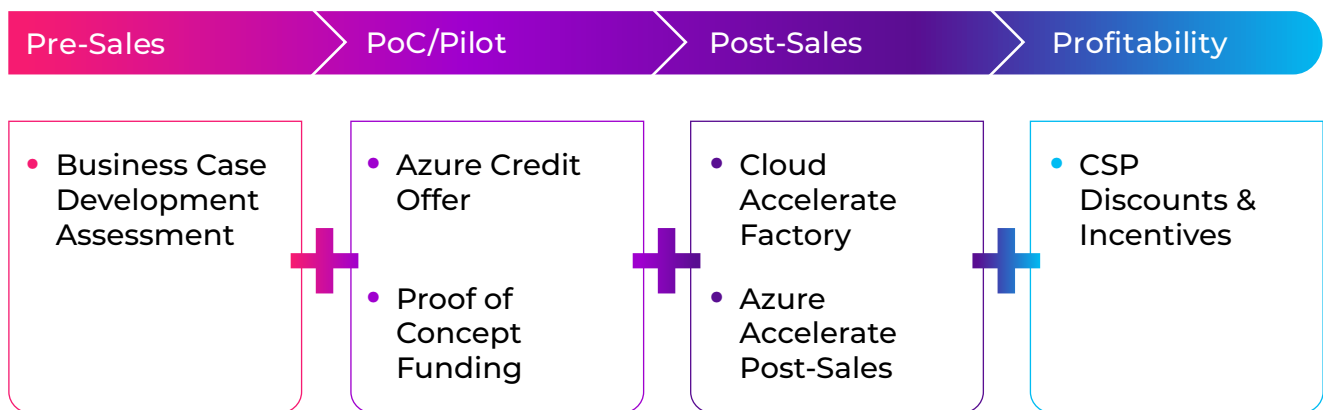 Pre-Sales
PoC/Pilot
Post-Sales
Profitability
Business Case
Development
Assessment
Azure Credit
Offer
Proof of
Concept
Funding
Cloud
Accelerate
Factory
Azure
Accelerate
Post-Sales
CSP
Discounts &
Incentives